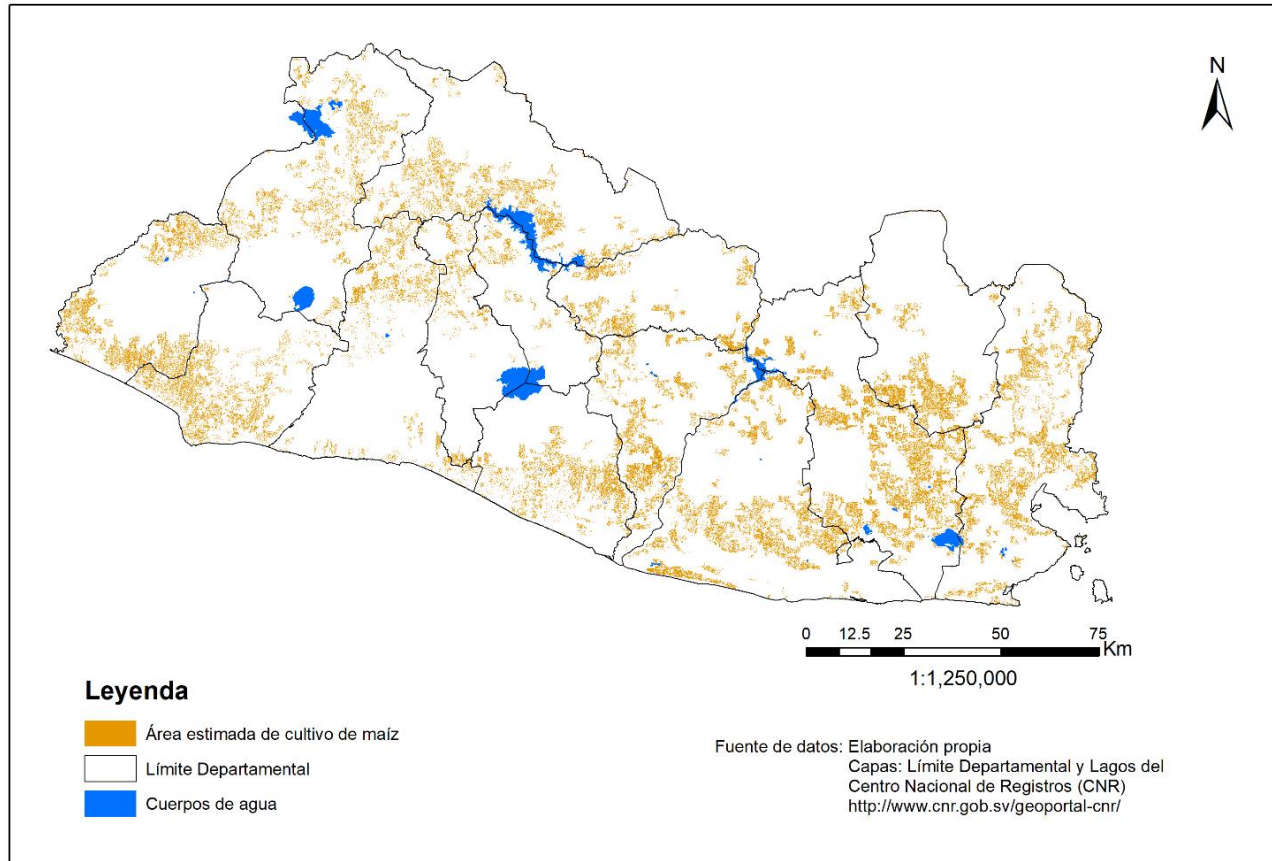 N
0 12.5 25 50 75
Km
1:1,250,000
Leyenda
Área estimada de cultivo de maíz
Límite Departamental
Cuerpos de agua
Fuente de datos: Elaboración propia
Capas: Límite Departamental y Lagos del
Centro Nacional de Registros (CNR)
http://www.cnr.gob.sv/geoportal-cnr/